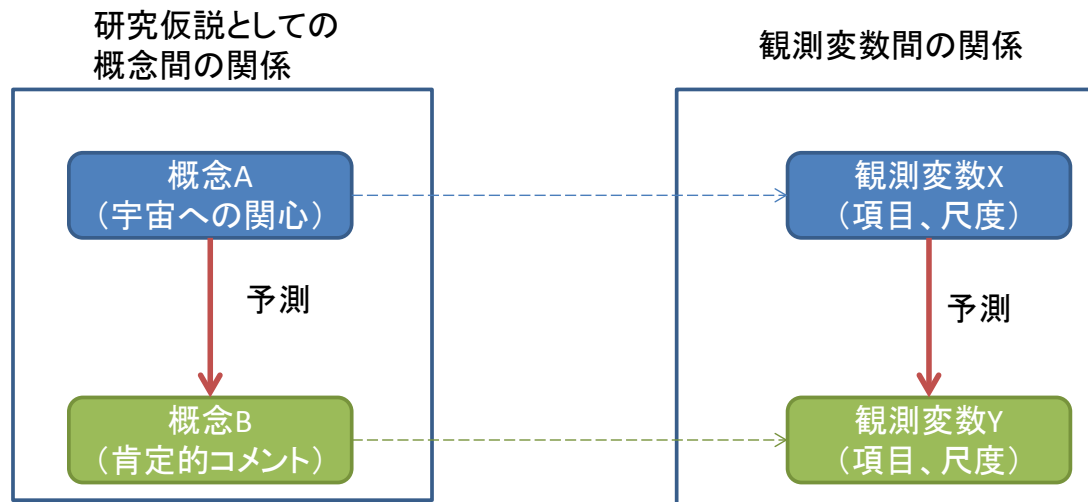 研究仮説としての
概念間の関係
観測変数間の関係
概念A
（宇宙への関心）
観測変数X
（項目、尺度）
予測
予測
概念B
（肯定的コメント）
観測変数Y
（項目、尺度）